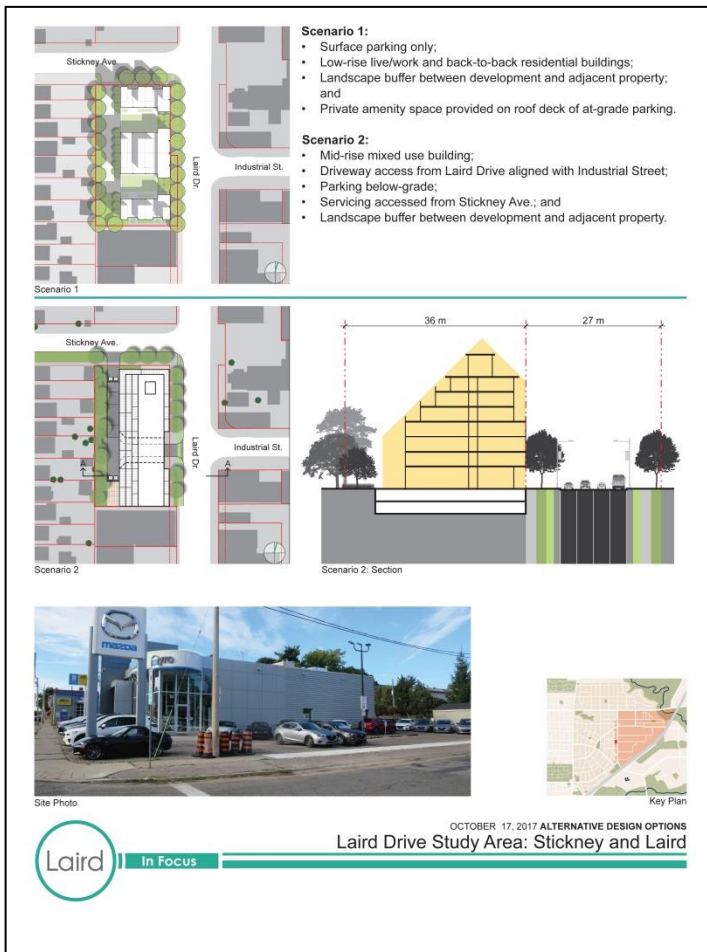 Scenario 1:
• Surface parking only;
• Low-rise live/work and back-to-back residential buildings;
• Landscape buffer between development and adjacent property;
and
• Private amenity space provided on roof deck of at-grade parking.
Scenario 2:
• Mid-rise mixed use building;
• Driveway access from Laird Drive aligned with Industrial Street;
• Parking below-grade;
• Servicing accessed from Stickney Ave.; and
• Landscape buffer between development and adjacent property.
Stickney Ave.
Laird Dr.
Industrial St.
Scenario 1
Stickney Ave.
Laird Dr.
Industrial St.
A
A
Scenario 2
36 m
27 m
Scenario 2: Section
mazda
Site Photo
Key Plan
OCTOBER 17, 2017 ALTERNATIVE DESIGN OPTIONS
Laird Drive Study Area: Stickney and Laird
Laird
In Focus